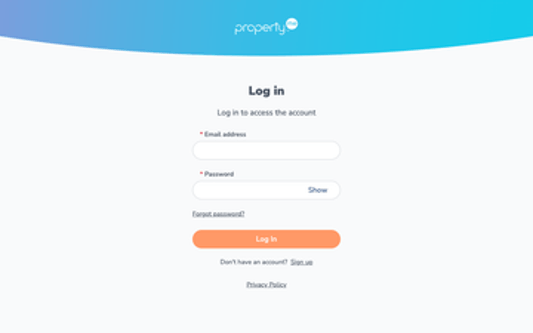 property me
Log in
Log in to access the account
* Email address
* Password
Show
Forgot password?
Log in
Don't have an account? Sign up
Privacy Policy